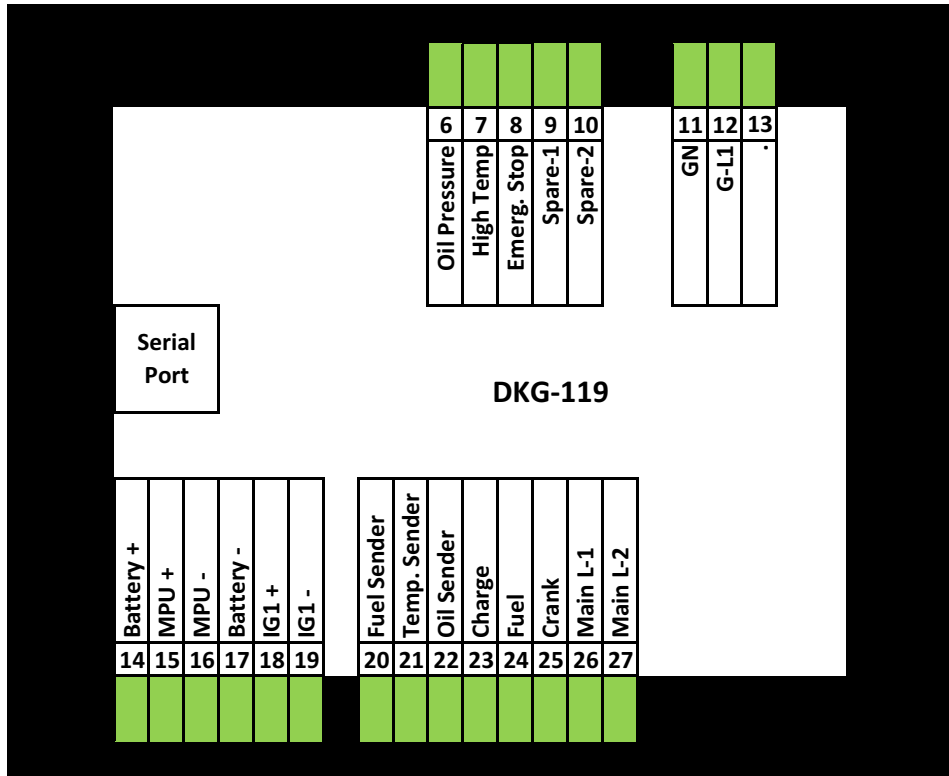 6 7 8 9 10
Oil Pressure
High Temp
Emerg. Stop
Spare-1
Spare-2
11 12 13
GN
G-L1
.
Serial
Port
DKG-119
Battery +
MPU +
MPU -
Battery -
IG1 +
IG1 -
14 15 16 17 18 19
Fuel Sender
Temp. Sender
Oil Sender
Charge
Fuel
Crank
Main L-1
Main L-2
20 21 22 23 24 25 26 27